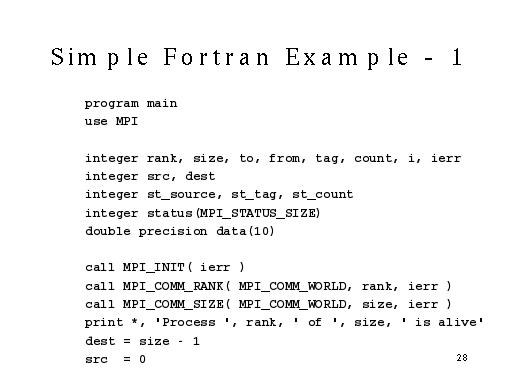 Simple Fortran Example - 1
program main
use MPI
integer rank, size, to, from, tag, count, i, ierr
integer src, dest
integer st_source, st_tag, st_count
integer status(MPI_STATUS_SIZE)
double precision data(10)
call MPI_INIT( ierr )
call MPI_COMM_RANK( MPI_COMM_WORLD, rank, ierr )
call MPI_COMM_SIZE( MPI_COMM_WORLD, size, ierr )
print *, 'Process ', rank, ' of ', size, ' is alive'
dest = size - 1
src  = 0
28